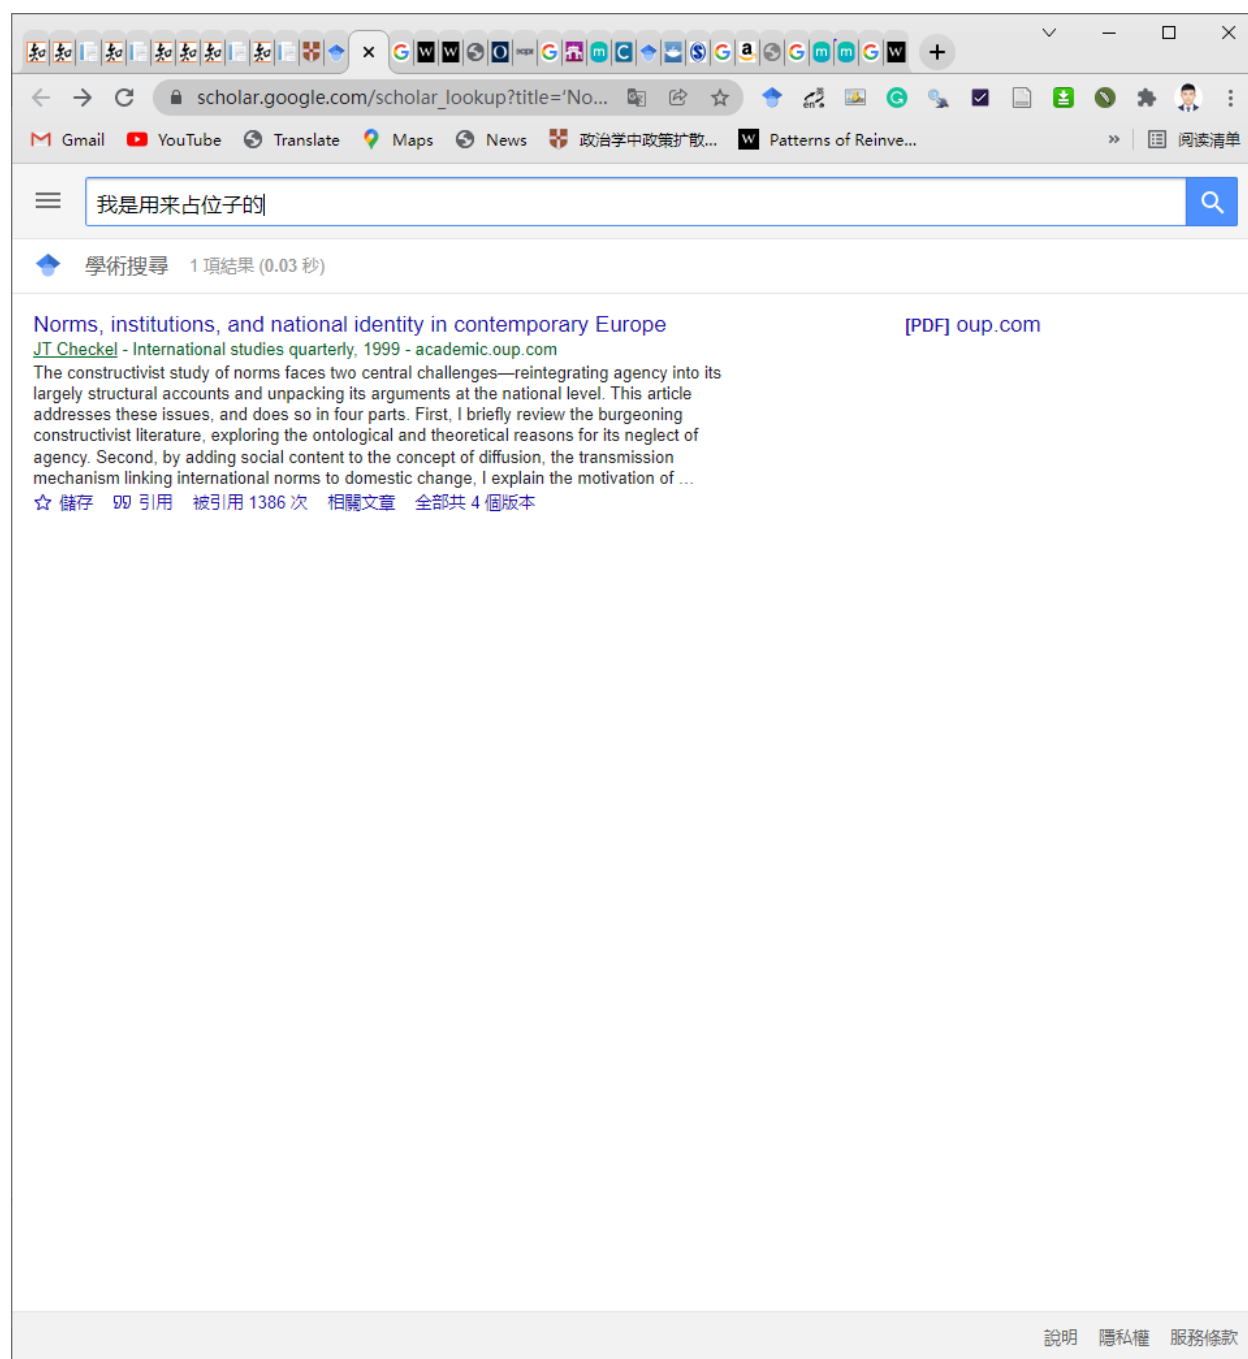 scholar.google.com/scholar_lookup?title='No...
Gmail YouTube Translate Maps News 政治学中政策扩散... Patterns of Reinve... » 阅读清单
我是用来占位子的
學術搜尋 1 項結果 (0.03 秒)
Norms, institutions, and national identity in contemporary Europe [PDF] oup.com
JT Checkel - International studies quarterly, 1999 - academic.oup.com
The constructivist study of norms faces two central challenges—reintegrating agency into its
largely structural accounts and unpacking its arguments at the national level. This article
addresses these issues, and does so in four parts. First, I briefly review the burgeoning
constructivist literature, exploring the ontological and theoretical reasons for its neglect of
agency. Second, by adding social content to the concept of diffusion, the transmission
mechanism linking international norms to domestic change, I explain the motivation of …
儲存 引用 被引用 1386 次 相關文章 全部共 4 個版本
說明 隱私權 服務條款